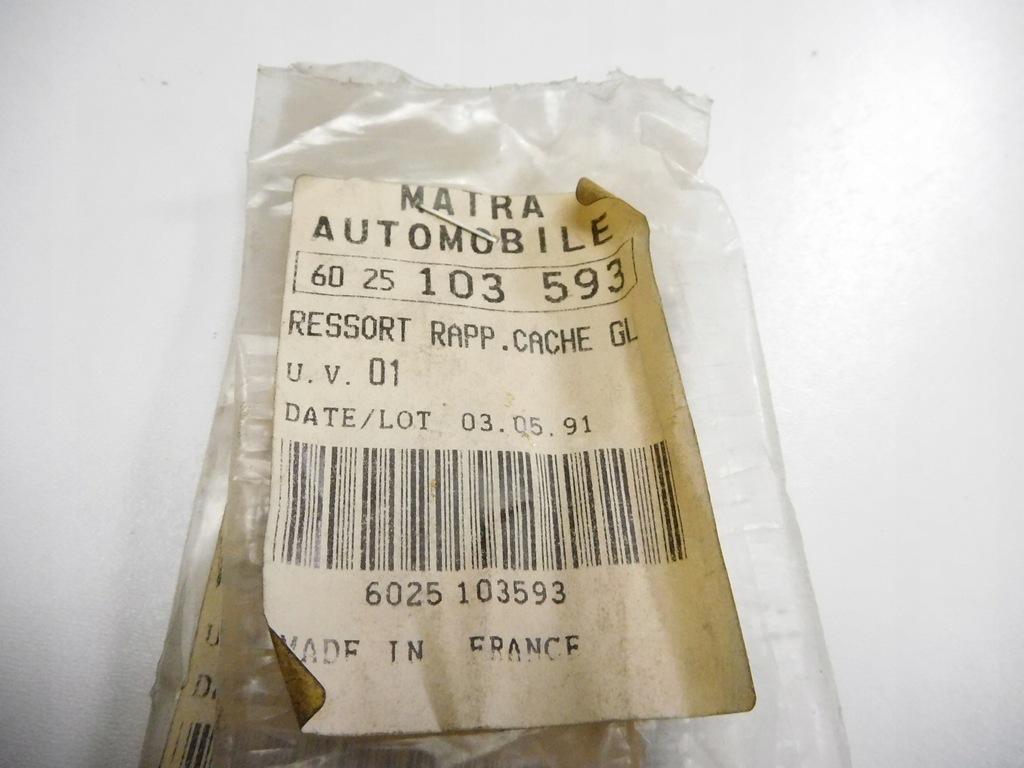 MATRA
AUTOMOBILE
60 25 103 593
RESSORT RAPP.CACHE GL
U.V. 01
DATE/LOT 03.05.91
6025 103593
MADE IN FRANCE